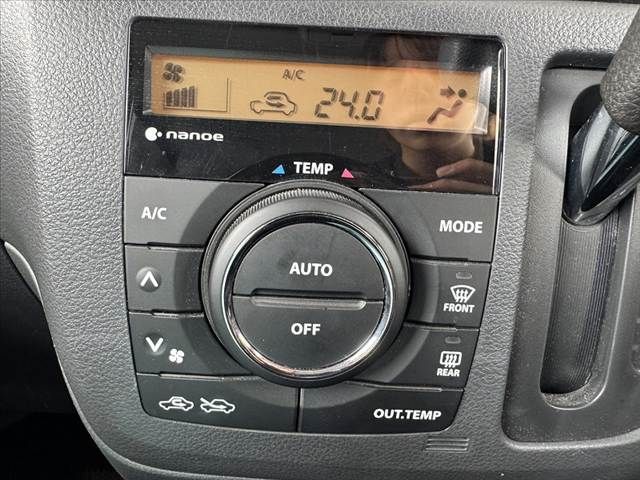 A/C
24.0
nanoe
TEMP
A/C
MODE
AUTO
OFF
FRONT
REAR
OUT.TEMP